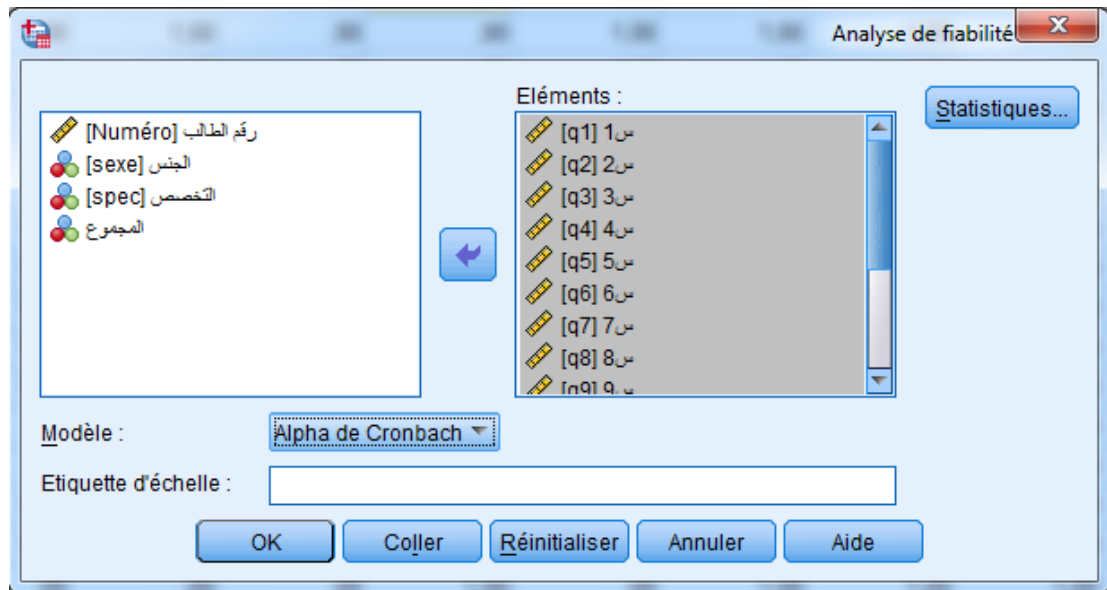 Analyse de fiabilité
Eléments :
Statistiques...
رقم الطالب [Numéro]
الجنس [sexe]
التخصص [spec]
المجموع
س1 [q1]
س2 [q2]
س3 [q3]
س4 [q4]
س5 [q5]
س6 [q6]
س7 [q7]
س8 [q8]
س9 [q9]
Modèle :
Alpha de Cronbach
Etiquette d'échelle :
OK
Coller
Réinitialiser
Annuler
Aide